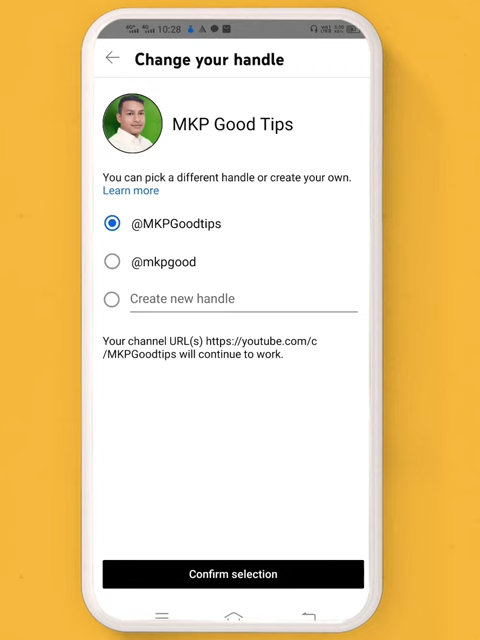 10:28
Change your handle
MKP Good Tips
You can pick a different handle or create your own.
Learn more
@MKPGoodtips
@mkpgood
Create new handle
Your channel URL(s) https://youtube.com/c
/MKPGoodtips will continue to work.
Confirm selection